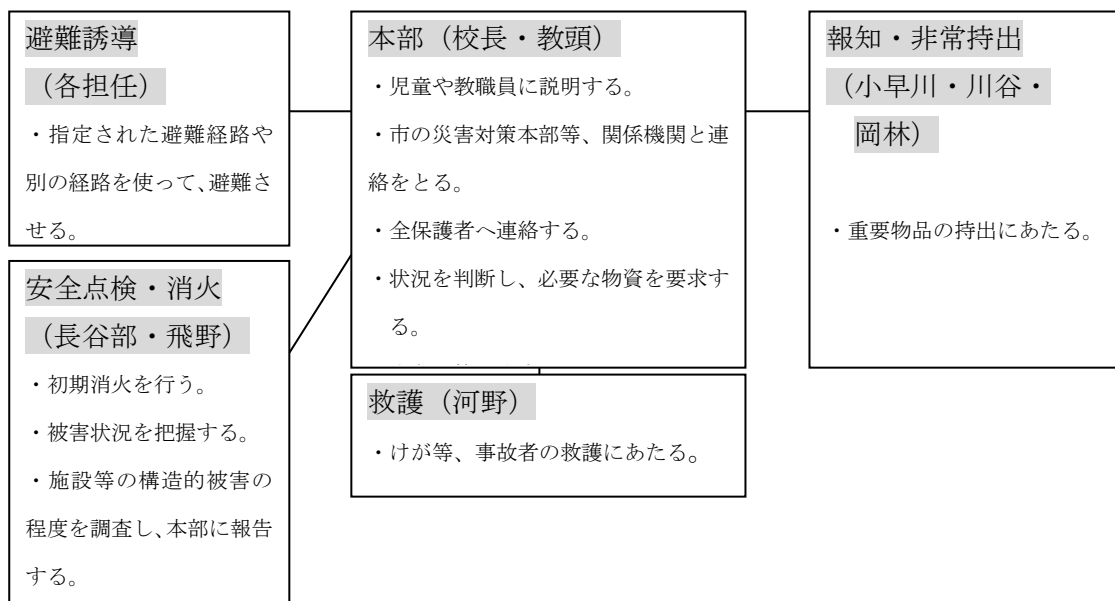 避難誘導
（各担任）
・指定された避難経路や
別の経路を使って、避難さ
せる。
安全点検・消火
（長谷部・飛野）
・初期消火を行う。
・被害状況を把握する。
・施設等の構造的被害の
程度を調査し、本部に報告
する。
本部（校長・教頭）
・児童や教職員に説明する。
・市の災害対策本部等、関係機関と連
絡をとる。
・全保護者へ連絡する。
・状況を判断し、必要な物資を要求す
る。
救護（河野）
・けが等、事故者の救護にあたる。
報知・非常持出
（小早川・川谷・
岡林）
・重要物品の持出にあたる。